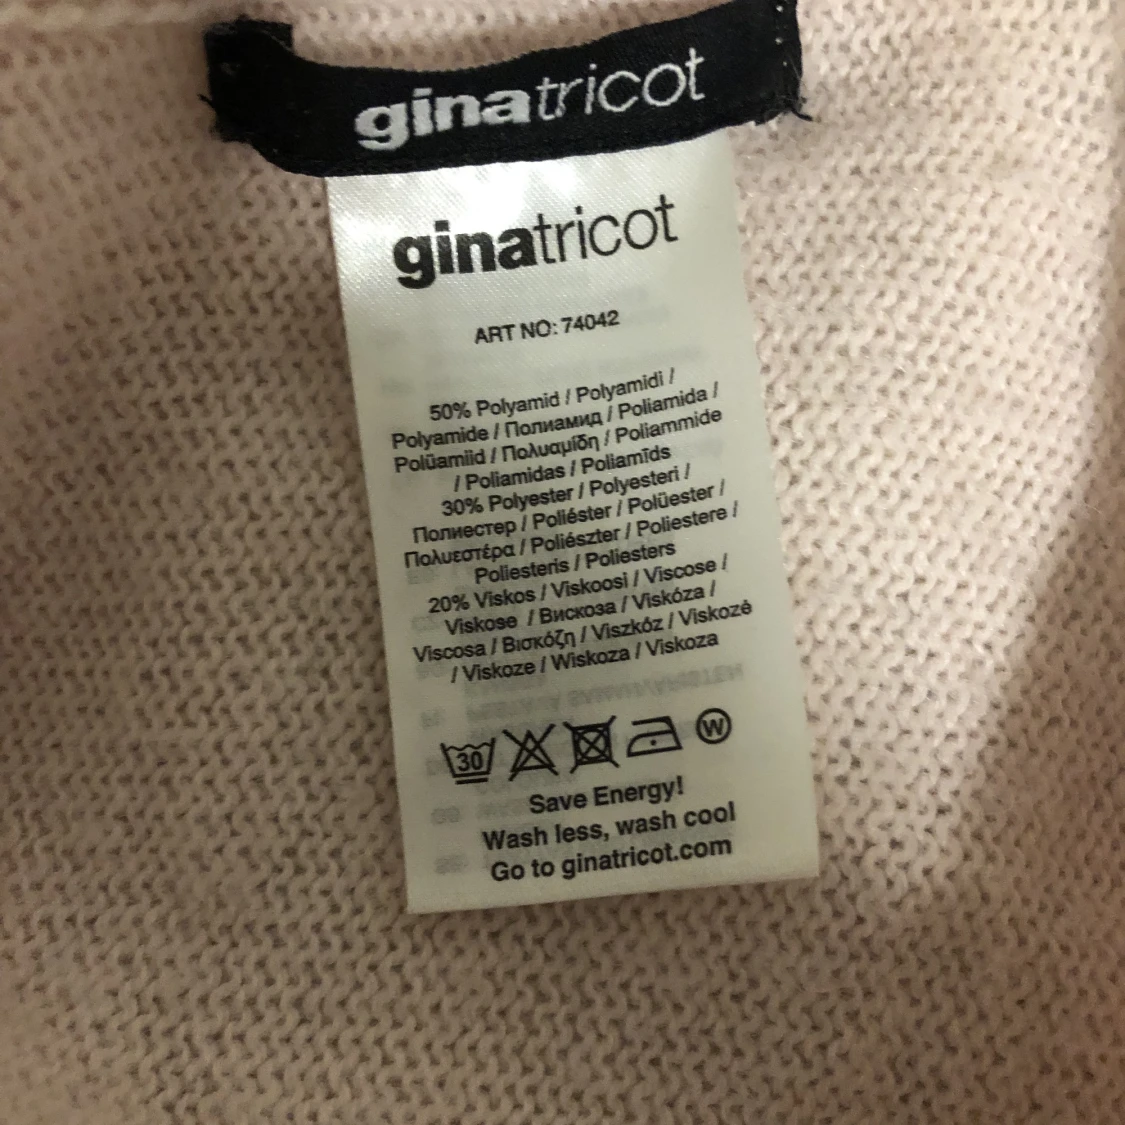 ginatricot
ginatricot
ART NO: 74042
50% Polyamid / Polyamidi /
Polyamide / Полиамид / Poliamida /
Polüamiid / Πολυαμίδη / Poliammide
/ Poliamidas / Poliamīds
30% Polyester / Polyesteri /
Полиестер / Poliéster / Polüester /
Πολυεστέρα / Poliészter / Poliestere /
Poliesteris / Poliesters
20% Viskos / Viskoosi / Viscose /
Viskose / Вискоза / Viskóza /
Viscosa / Βισκόζη / Viszkóz / Viskozė
/ Viskoze / Wiskoza / Viskoza
30
W
Save Energy!
Wash less, wash cool
Go to ginatricot.com